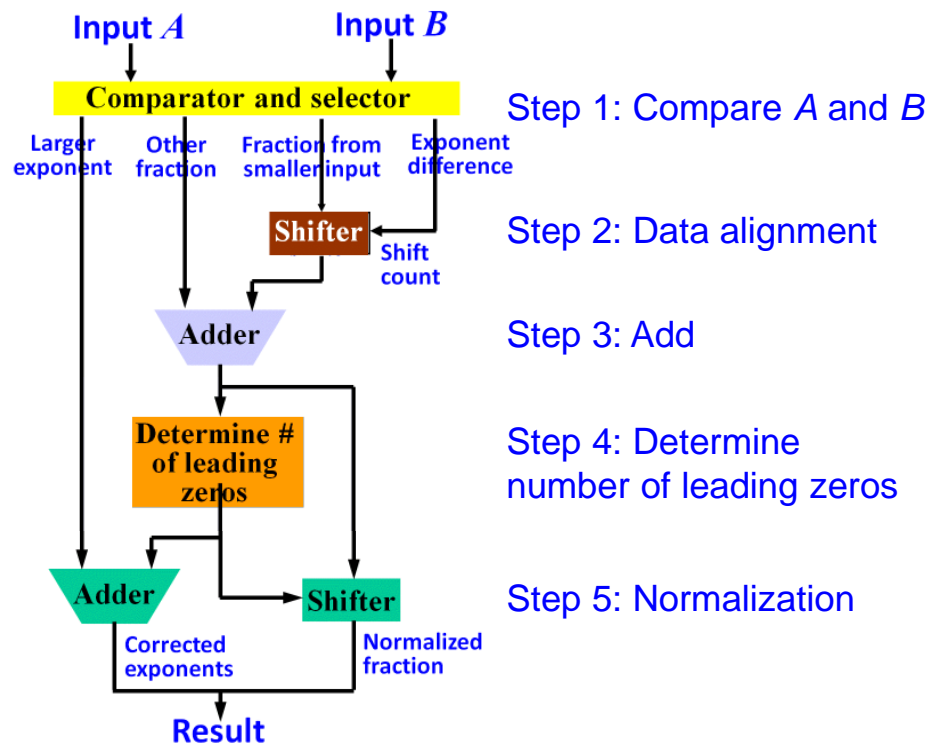 Input A
Input B
Comparator and selector
Step 1: Compare A and B
Larger
exponent
Other
fraction
Fraction from
smaller input
Exponent
difference
Shifter
Shift
count
Step 2: Data alignment
Adder
Step 3: Add
Determine #
of leading
zeros
Step 4: Determine
number of leading zeros
Adder
Shifter
Step 5: Normalization
Corrected
exponents
Normalized
fraction
Result